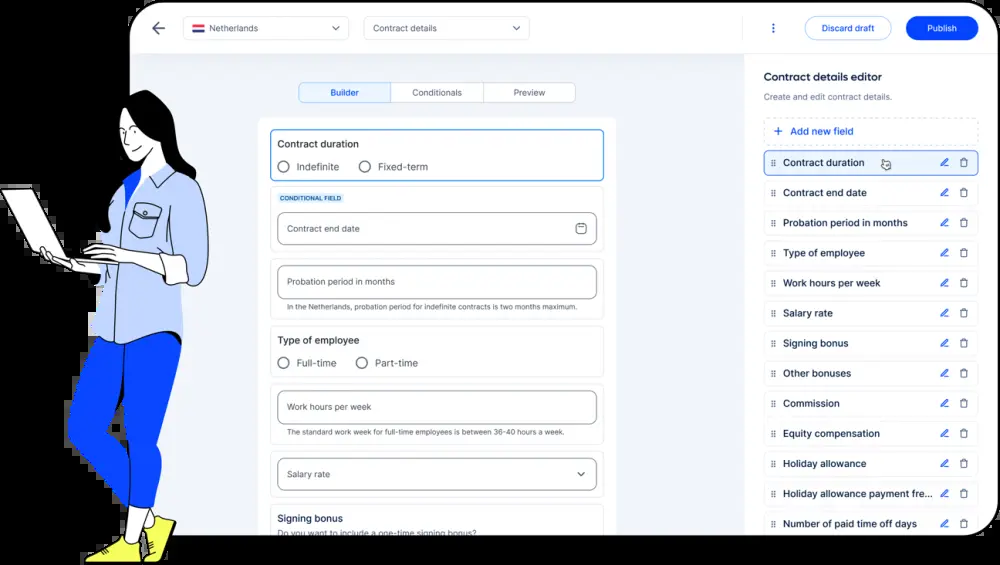 Netherlands
Contract details
Discard draft
Publish
Builder
Conditionals
Preview
Contract duration
Indefinite
Fixed-term
CONDITIONAL FIELD
Contract end date
Probation period in months
In the Netherlands, probation period for indefinite contracts is two months maximum.
Type of employee
Full-time
Part-time
Work hours per week
The standard work week for full-time employees is between 36-40 hours a week.
Salary rate
Signing bonus
Do you want to include a one-time signing bonus?
Contract details editor
Create and edit contract details.
+ Add new field
Contract duration
Contract end date
Probation period in months
Type of employee
Work hours per week
Salary rate
Signing bonus
Other bonuses
Commission
Equity compensation
Holiday allowance
Holiday allowance payment fre...
Number of paid time off days